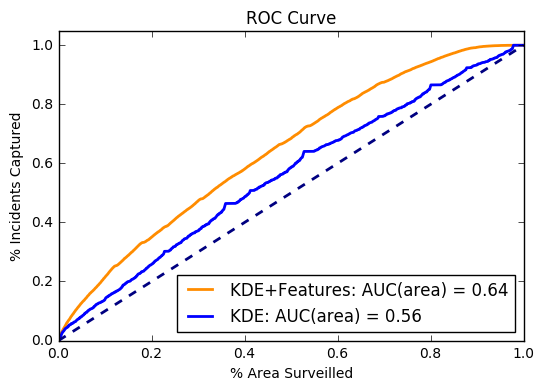 ROC Curve
1.0
0.8
0.6
0.4
0.2
0.0
% Incidents Captured
KDE+Features: AUC(area) = 0.64
KDE: AUC(area) = 0.56
0.0 0.2 0.4 0.6 0.8 1.0
% Area Surveilled